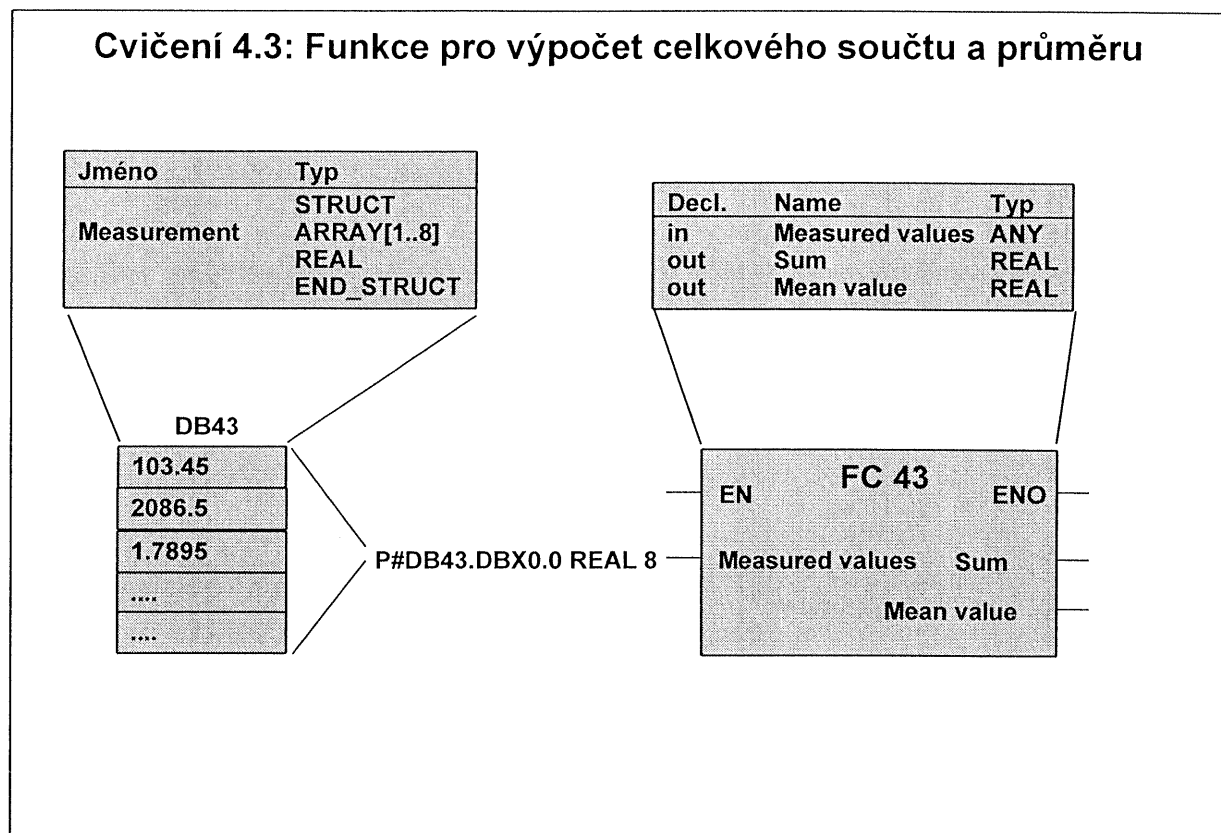 Cvičení 4.3: Funkce pro výpočet celkového součtu a průměru
Jméno Typ
STRUCT
Measurement ARRAY[1..8]
REAL
END_STRUCT
Decl. Name Typ
in Measured values ANY
out Sum REAL
out Mean value REAL
DB43
103.45
2086.5
1.7895
....
....
P#DB43.DBX0.0 REAL 8
FC 43
EN ENO
Measured values Sum
Mean value